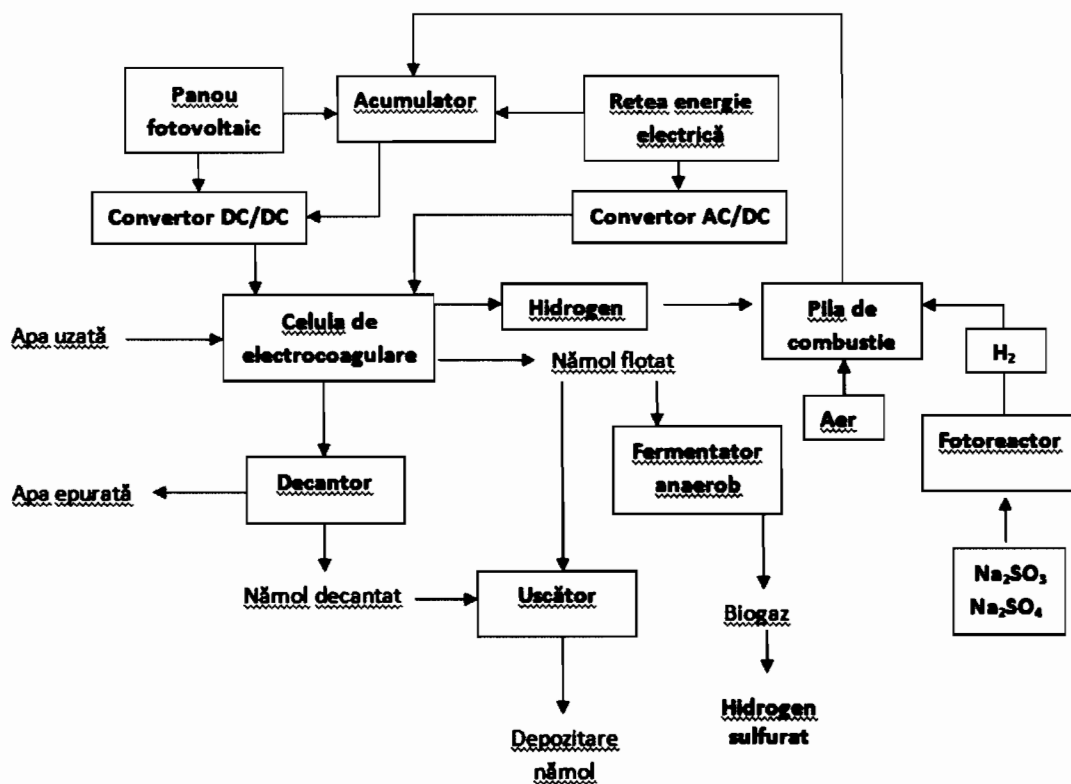 Panou
fotovoltaic
Acumulator
Retea energie
electrică
Convertor DC/DC
Convertor AC/DC
Apa uzată
Celula de
electrocoagulare
Hidrogen
Pila de
combustie
H₂
Nămol flotat
Aer
Fotoreactor
Fermentator
anaerob
Decantor
Apa epurată
Nămol decantat
Uscător
Biogaz
Na₂SO₃
Na₂SO₄
Hidrogen
sulfurat
Depozitare
nămol